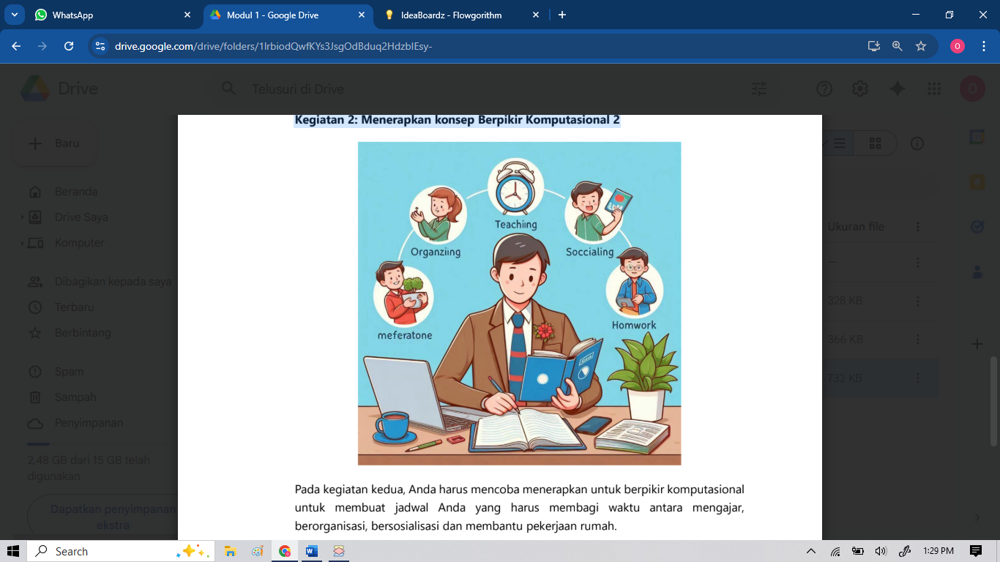 WhatsApp
Modul 1 - Google Drive
IdeaBoardz - Flowgorithm
drive.google.com/drive/folders/1IrbiodQwfKYs3JsgOdBduq2HdzbIEsy-
O
Drive
Telusuri di Drive
O
Baru
Beranda
Drive Saya
Komputer
Dibagikan kepada saya
Terbaru
Berbintang
Spam
Sampah
Penyimpanan
2,48 GB dari 15 GB telah
digunakan
Dapatkan penyimpanan
ekstra
Ukuran file
328 KB
366 KB
732 KB
Kegiatan 2: Menerapkan konsep Berpikir Komputasional 2
Teachiing
Organziing
Soccialing
meferatone
Homwork
Pada kegiatan kedua, Anda harus mencoba menerapkan untuk berpikir komputasional
untuk membuat jadwal Anda yang harus membagi waktu antara mengajar,
berorganisasi, bersosialisasi dan membantu pekerjaan rumah.
Search
1:29 PM